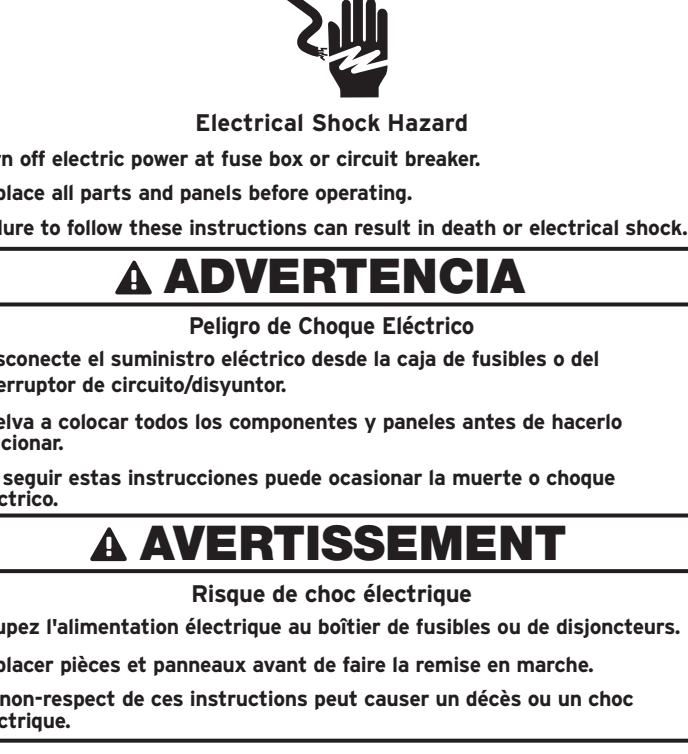 Electrical Shock Hazard
rn off electric power at fuse box or circuit breaker.
place all parts and panels before operating.
lure to follow these instructions can result in death or electrical shock.
ADVERTENCIA
Peligro de Choque Eléctrico
sconecte el suministro eléctrico desde la caja de fusibles o del
erruptor de circuito/disyuntor.
elva a colocar todos los componentes y paneles antes de hacerlo
cionar.
seguir estas instrucciones puede ocasionar la muerte o choque
ctrico.
AVERTISSEMENT
Risque de choc électrique
upez l'alimentation électrique au boîtier de fusibles ou de disjoncteurs.
placer pièces et panneaux avant de faire la remise en marche.
non-respect de ces instructions peut causer un décès ou un choc
ctrique.